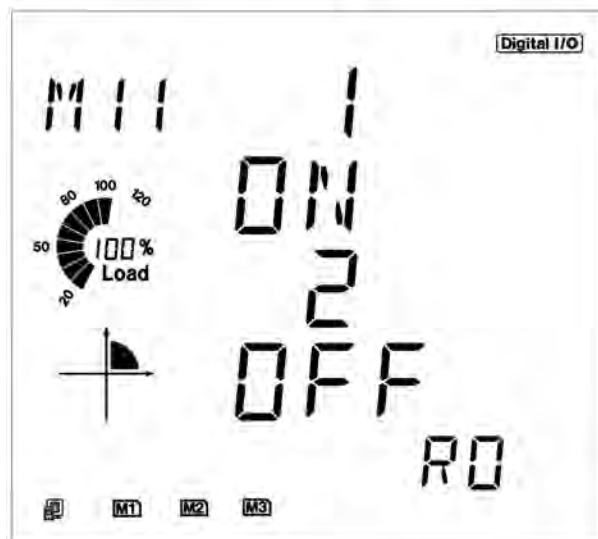 Digital I/O
M11 1
ON
80 100 120
50 100%
Load
20
2
OFF
RO
M1 M2 M3